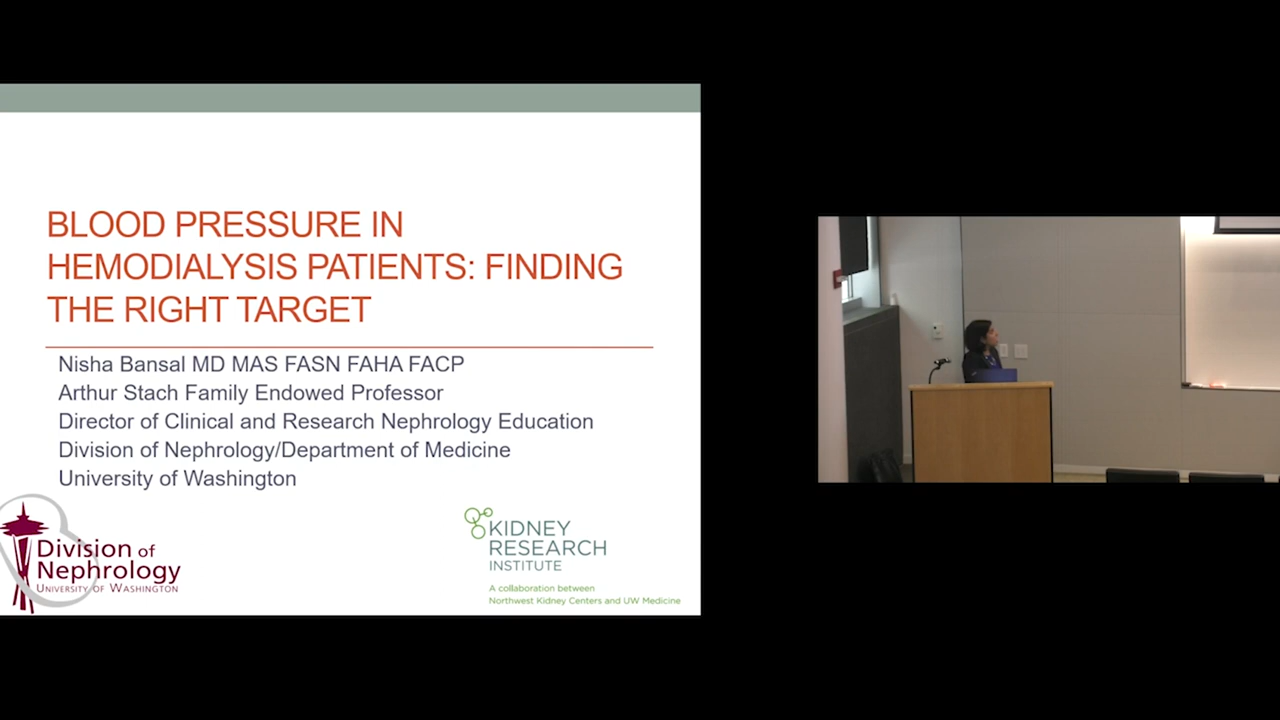 BLOOD PRESSURE IN
HEMODIALYSIS PATIENTS: FINDING
THE RIGHT TARGET
Nisha Bansal MD MAS FASN FAHA FACP
Arthur Stach Family Endowed Professor
Director of Clinical and Research Nephrology Education
Division of Nephrology/Department of Medicine
University of Washington
Division of
Nephrology
UNIVERSITY OF WASHINGTON
KIDNEY
RESEARCH
INSTITUTE
A collaboration between
Northwest Kidney Centers and UW Medicine